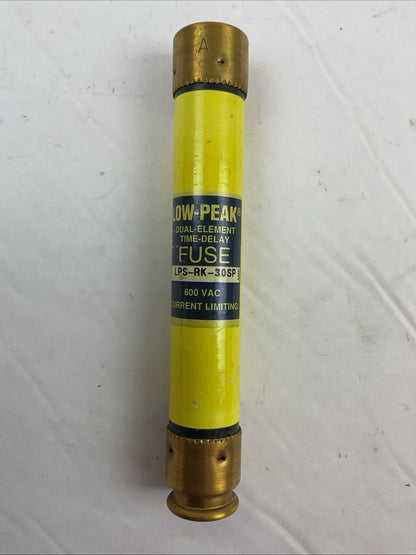 A
LOW-PEAK®
DUAL-ELEMENT
TIME-DELAY
FUSE
LPS-RK-30SP
600 VAC
CURRENT LIMITING